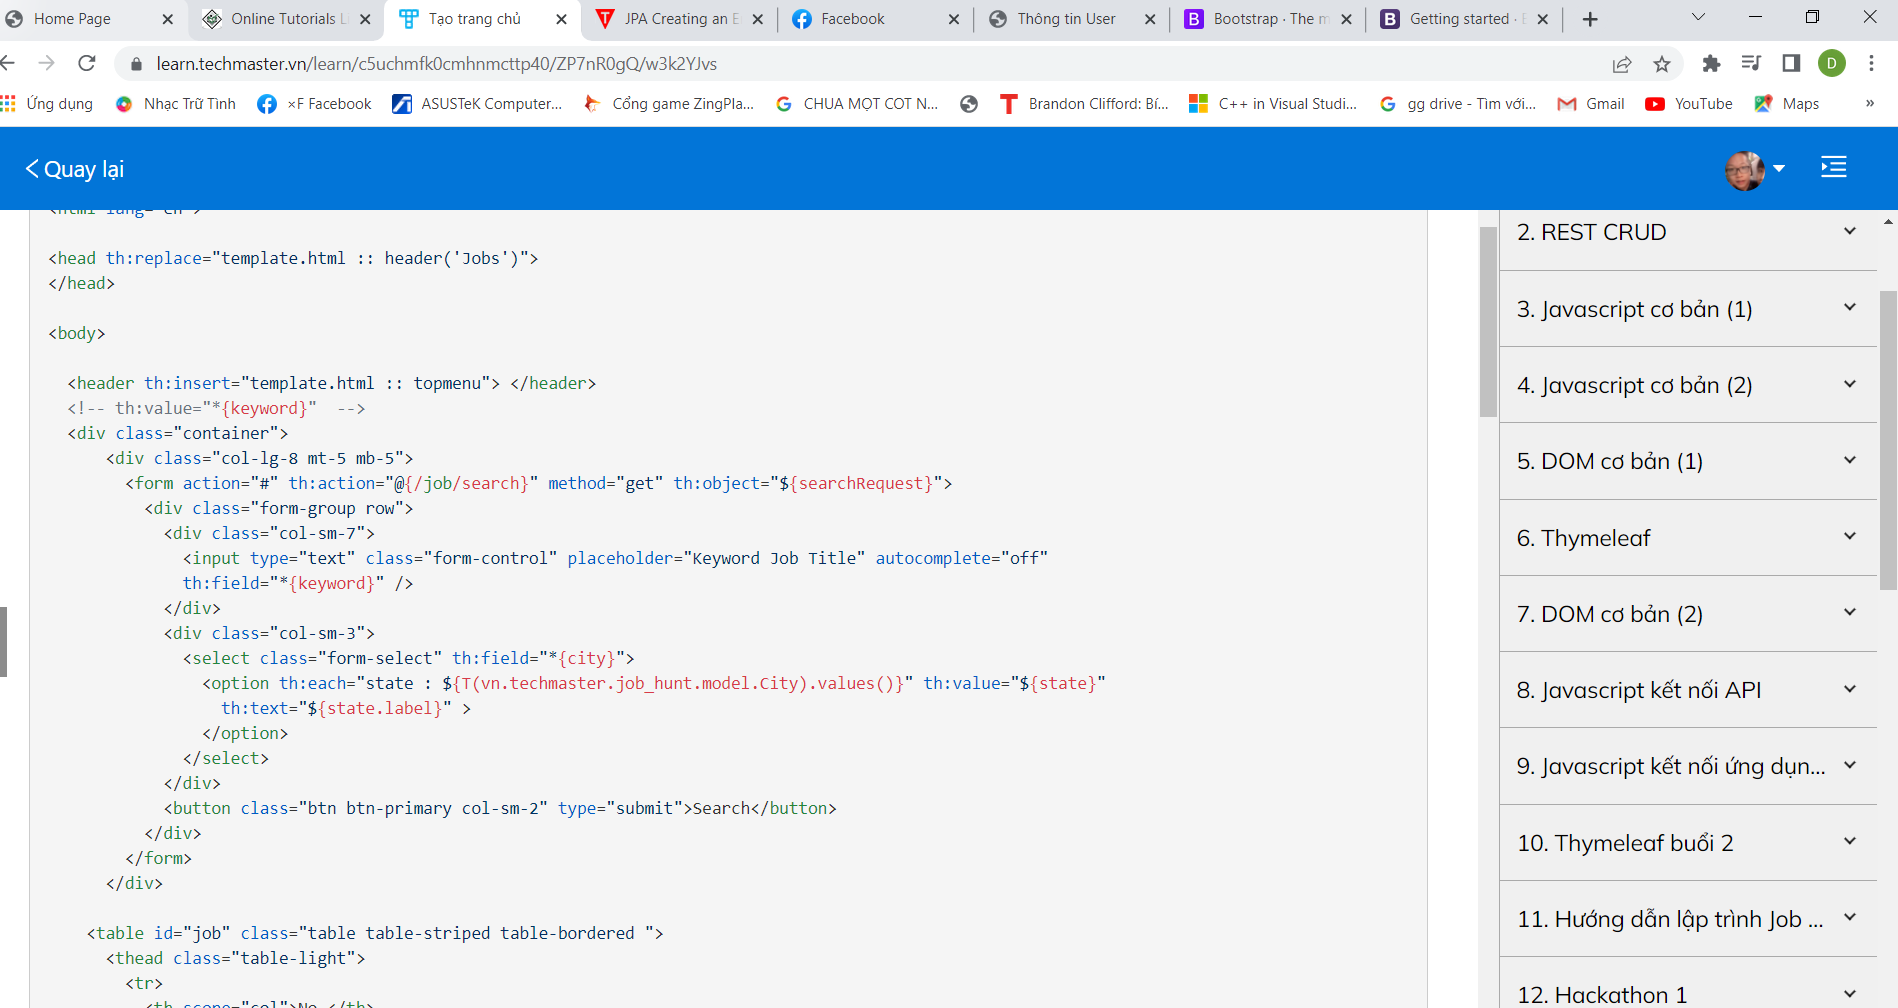 Home Page
Online Tutorials L
Tạo trang chủ
JPA Creating an E
Facebook
Thông tin User
Bootstrap · The m
Getting started ·
learn.techmaster.vn/learn/c5uchmfk0cmhnmcttp40/ZP7nR0gQ/w3k2YJvs
D
Ứng dụng
Nhạc Trữ Tình
×F Facebook
ASUSTeK Computer...
Cổng game ZingPla...
CHUA MỘT CỘT N...
Brandon Clifford: Bí...
C++ in Visual Studi...
gg drive - Tìm với...
Gmail
YouTube
Maps
»
Quay lại
<html lang="en">
<head th:replace="template.html :: header('Jobs')">
</head>
<body>
<header th:insert="template.html :: topmenu"> </header>
<!-- th:value="*{keyword}"  -->
<div class="container">
<div class="col-lg-8 mt-5 mb-5">
<form action="#" th:action="@{/job/search}" method="get" th:object="${searchRequest}">
<div class="form-group row">
<div class="col-sm-7">
<input type="text" class="form-control" placeholder="Keyword Job Title" autocomplete="off"
th:field="*{keyword}" />
</div>
<div class="col-sm-3">
<select class="form-select" th:field="*{city}">
<option th:each="state : ${T(vn.techmaster.job_hunt.model.City).values()}" th:value="${state}"
th:text="${state.label}" >
</option>
</select>
</div>
<button class="btn btn-primary col-sm-2" type="submit">Search</button>
</div>
</form>
</div>
<table id="job" class="table table-striped table-bordered ">
<thead class="table-light">
<tr>
<th scope="col">No.</th>
2. REST CRUD
3. Javascript cơ bản (1)
4. Javascript cơ bản (2)
5. DOM cơ bản (1)
6. Thymeleaf
7. DOM cơ bản (2)
8. Javascript kết nối API
9. Javascript kết nối ứng dụn...
10. Thymeleaf buổi 2
11. Hướng dẫn lập trình Job ...
12. Hackathon 1